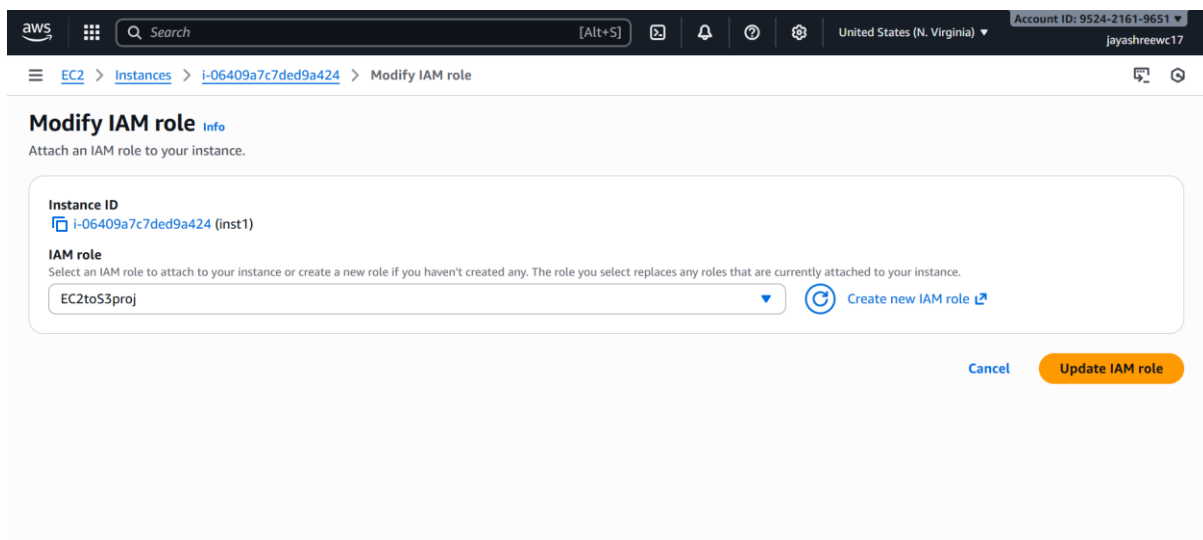 aws
Search [Alt+S]
United States (N. Virginia)
Account ID: 9524-2161-9651
jayashreewc17
EC2 > Instances > i-06409a7c7ded9a424 > Modify IAM role
Modify IAM role Info
Attach an IAM role to your instance.
Instance ID
i-06409a7c7ded9a424 (inst1)
IAM role
Select an IAM role to attach to your instance or create a new role if you haven't created any. The role you select replaces any roles that are currently attached to your instance.
EC2toS3proj
Create new IAM role
Cancel
Update IAM role